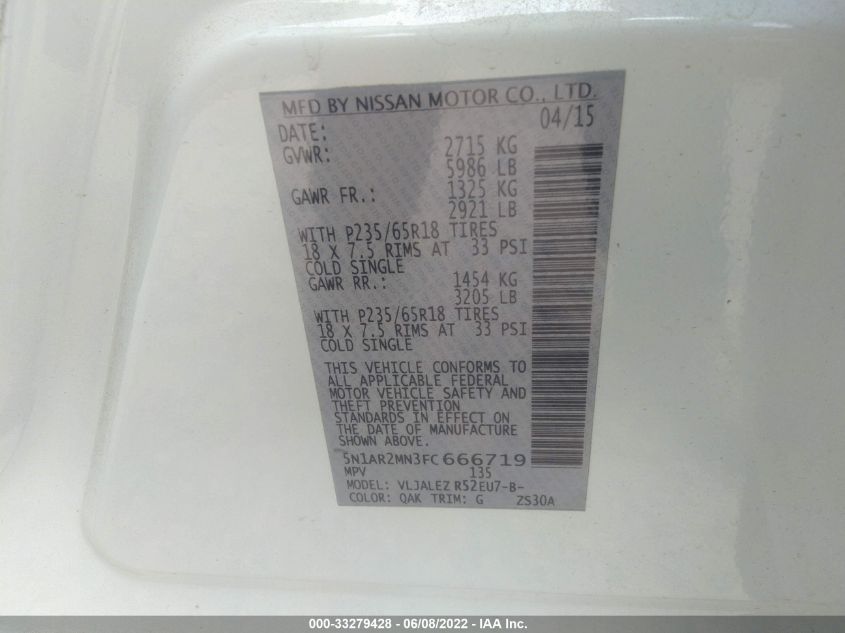 MFD BY NISSAN MOTOR CO., LTD.
DATE: 04/15
GVWR: 2715 KG
5986 LB
GAWR FR.: 1325 KG
2921 LB
WITH P235/65R18 TIRES
18 X 7.5 RIMS AT 33 PSI
COLD SINGLE
GAWR RR.: 1454 KG
3205 LB
WITH P235/65R18 TIRES
18 X 7.5 RIMS AT 33 PSI
COLD SINGLE
THIS VEHICLE CONFORMS TO
ALL APPLICABLE FEDERAL
MOTOR VEHICLE SAFETY AND
THEFT PREVENTION
STANDARDS IN EFFECT ON
THE DATE OF MANUFACTURE
SHOWN ABOVE.
5N1AR2MN3FC666719
MPV 135
MODEL: VLJALEZ R52EU7-B-
COLOR: QAK TRIM: G ZS30A
000-33279428 - 06/08/2022 - IAA Inc.